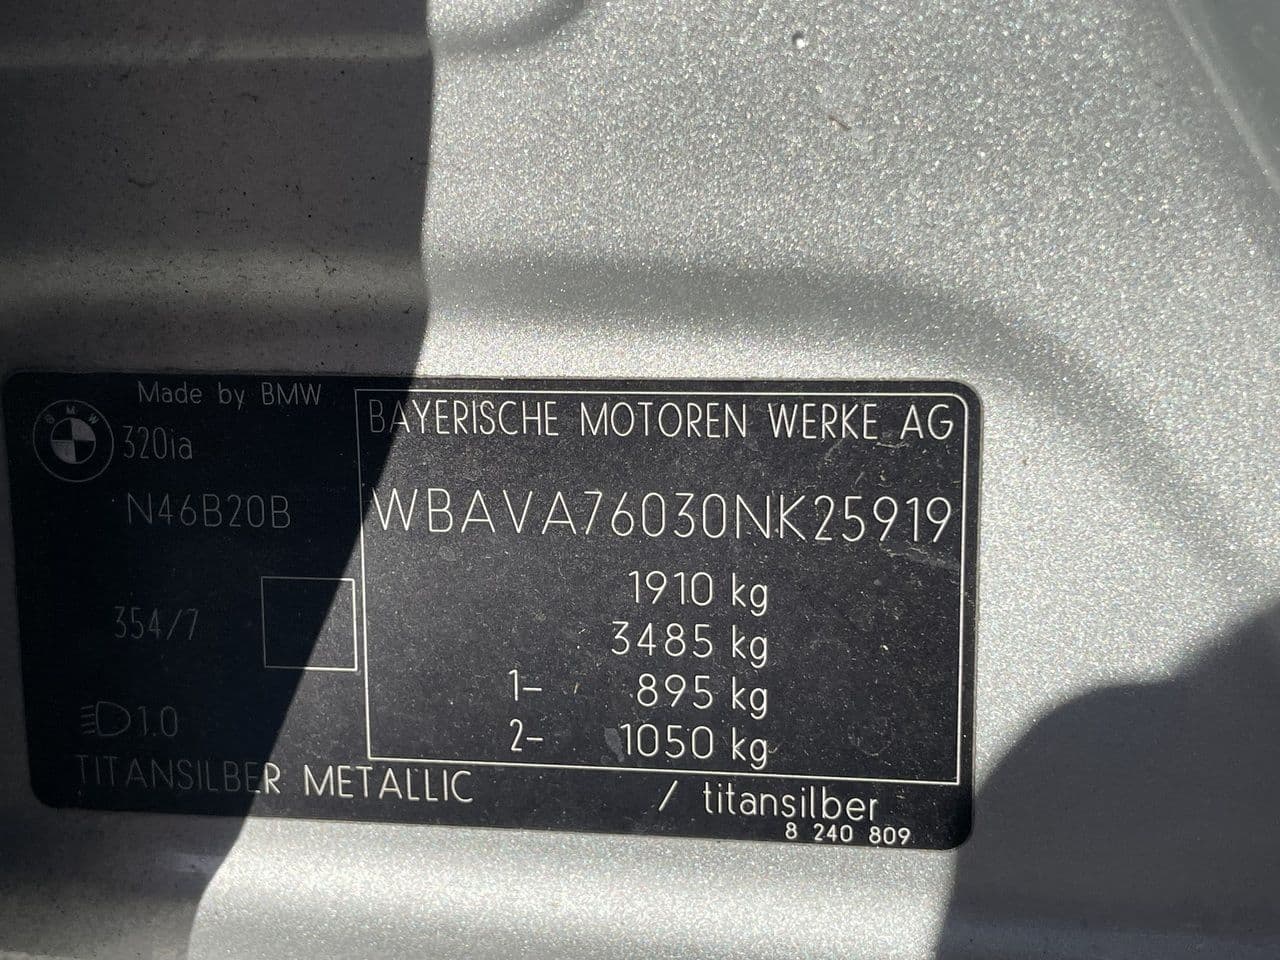 Made by BMW
BMW
320ia
N46B20B
354/7
1.0
TITANSILBER METALLIC
BAYERISCHE MOTOREN WERKE AG
WBAVA76030NK25919
1910 kg
3485 kg
1- 895 kg
2- 1050 kg
/ titansilber
8 240 809